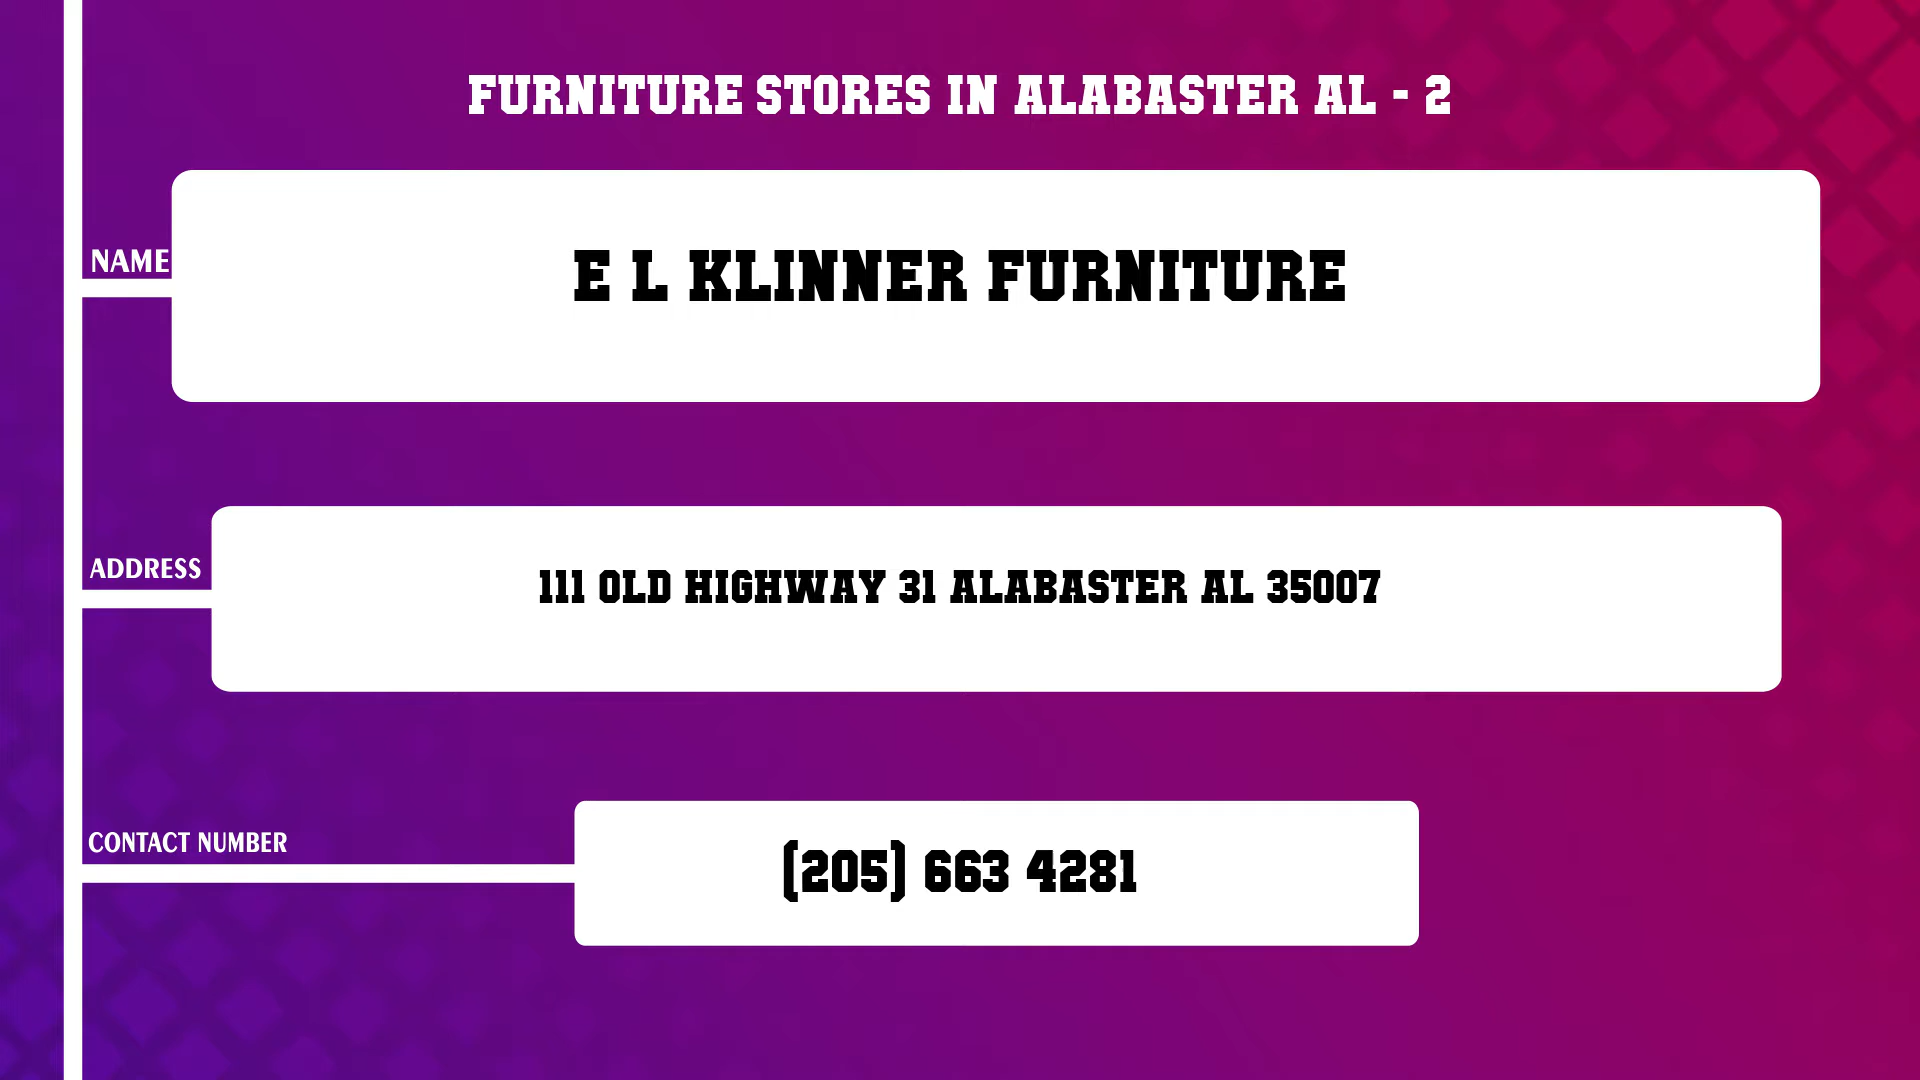 FURNITURE STORES IN ALABASTER AL - 2
NAME
E L KLINNER FURNITURE
ADDRESS
111 OLD HIGHWAY 31 ALABASTER AL 35007
CONTACT NUMBER
(205) 663 4281